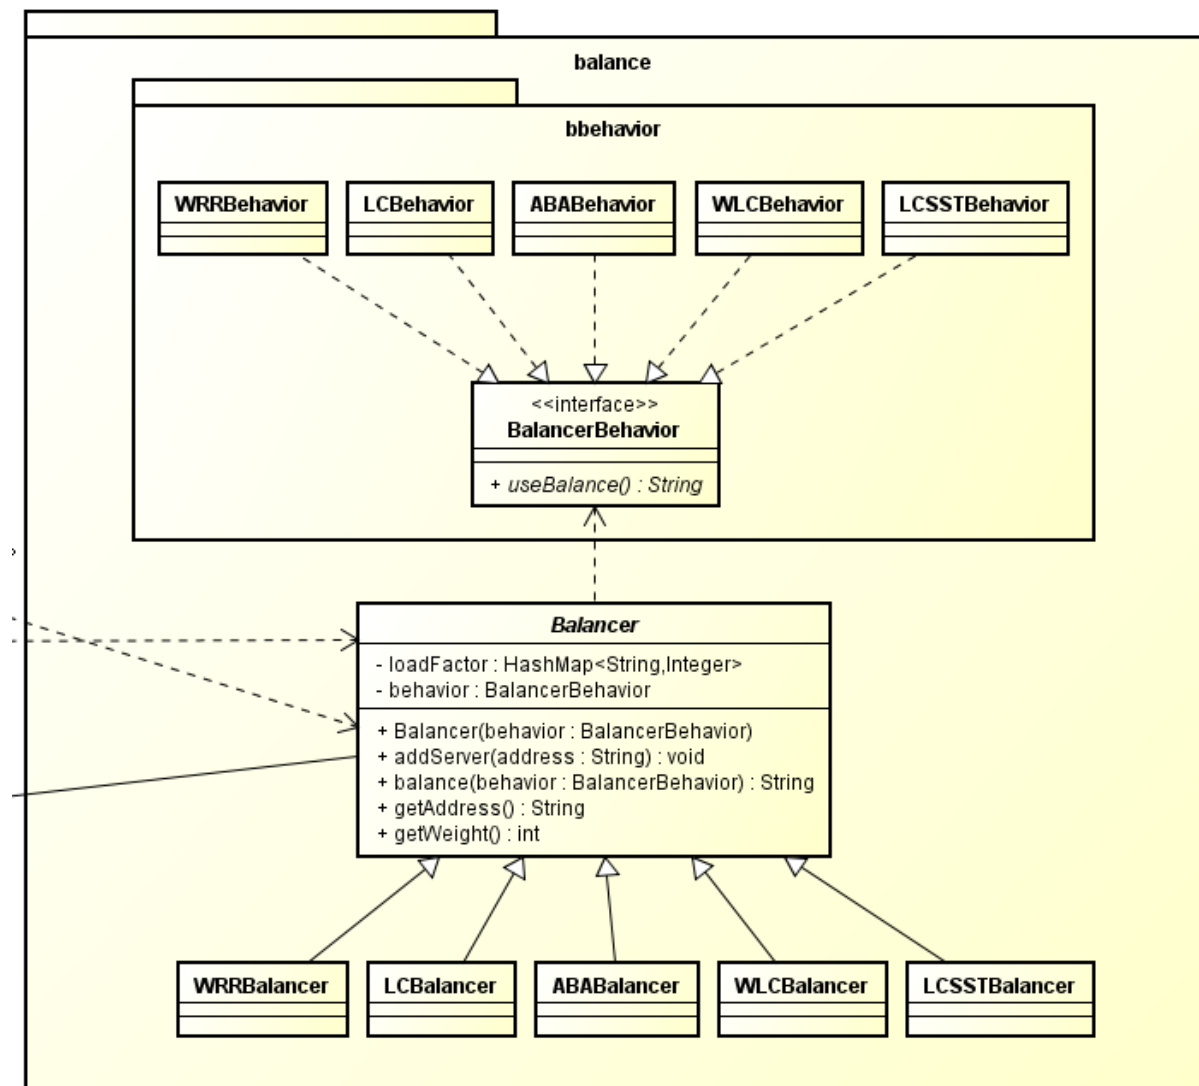 balance
bbehavior
WRRBehavior
LCBehavior
ABABehavior
WLCBehavior
LCSSTBehavior
<<interface>>
BalancerBehavior
+ useBalance() : String
Balancer
- loadFactor : HashMap<String,Integer>
- behavior : BalancerBehavior
+ Balancer(behavior : BalancerBehavior)
+ addServer(address : String) : void
+ balance(behavior : BalancerBehavior) : String
+ getAddress() : String
+ getWeight() : int
WRRBalancer
LCBalancer
ABABalancer
WLCBalancer
LCSSTBalancer